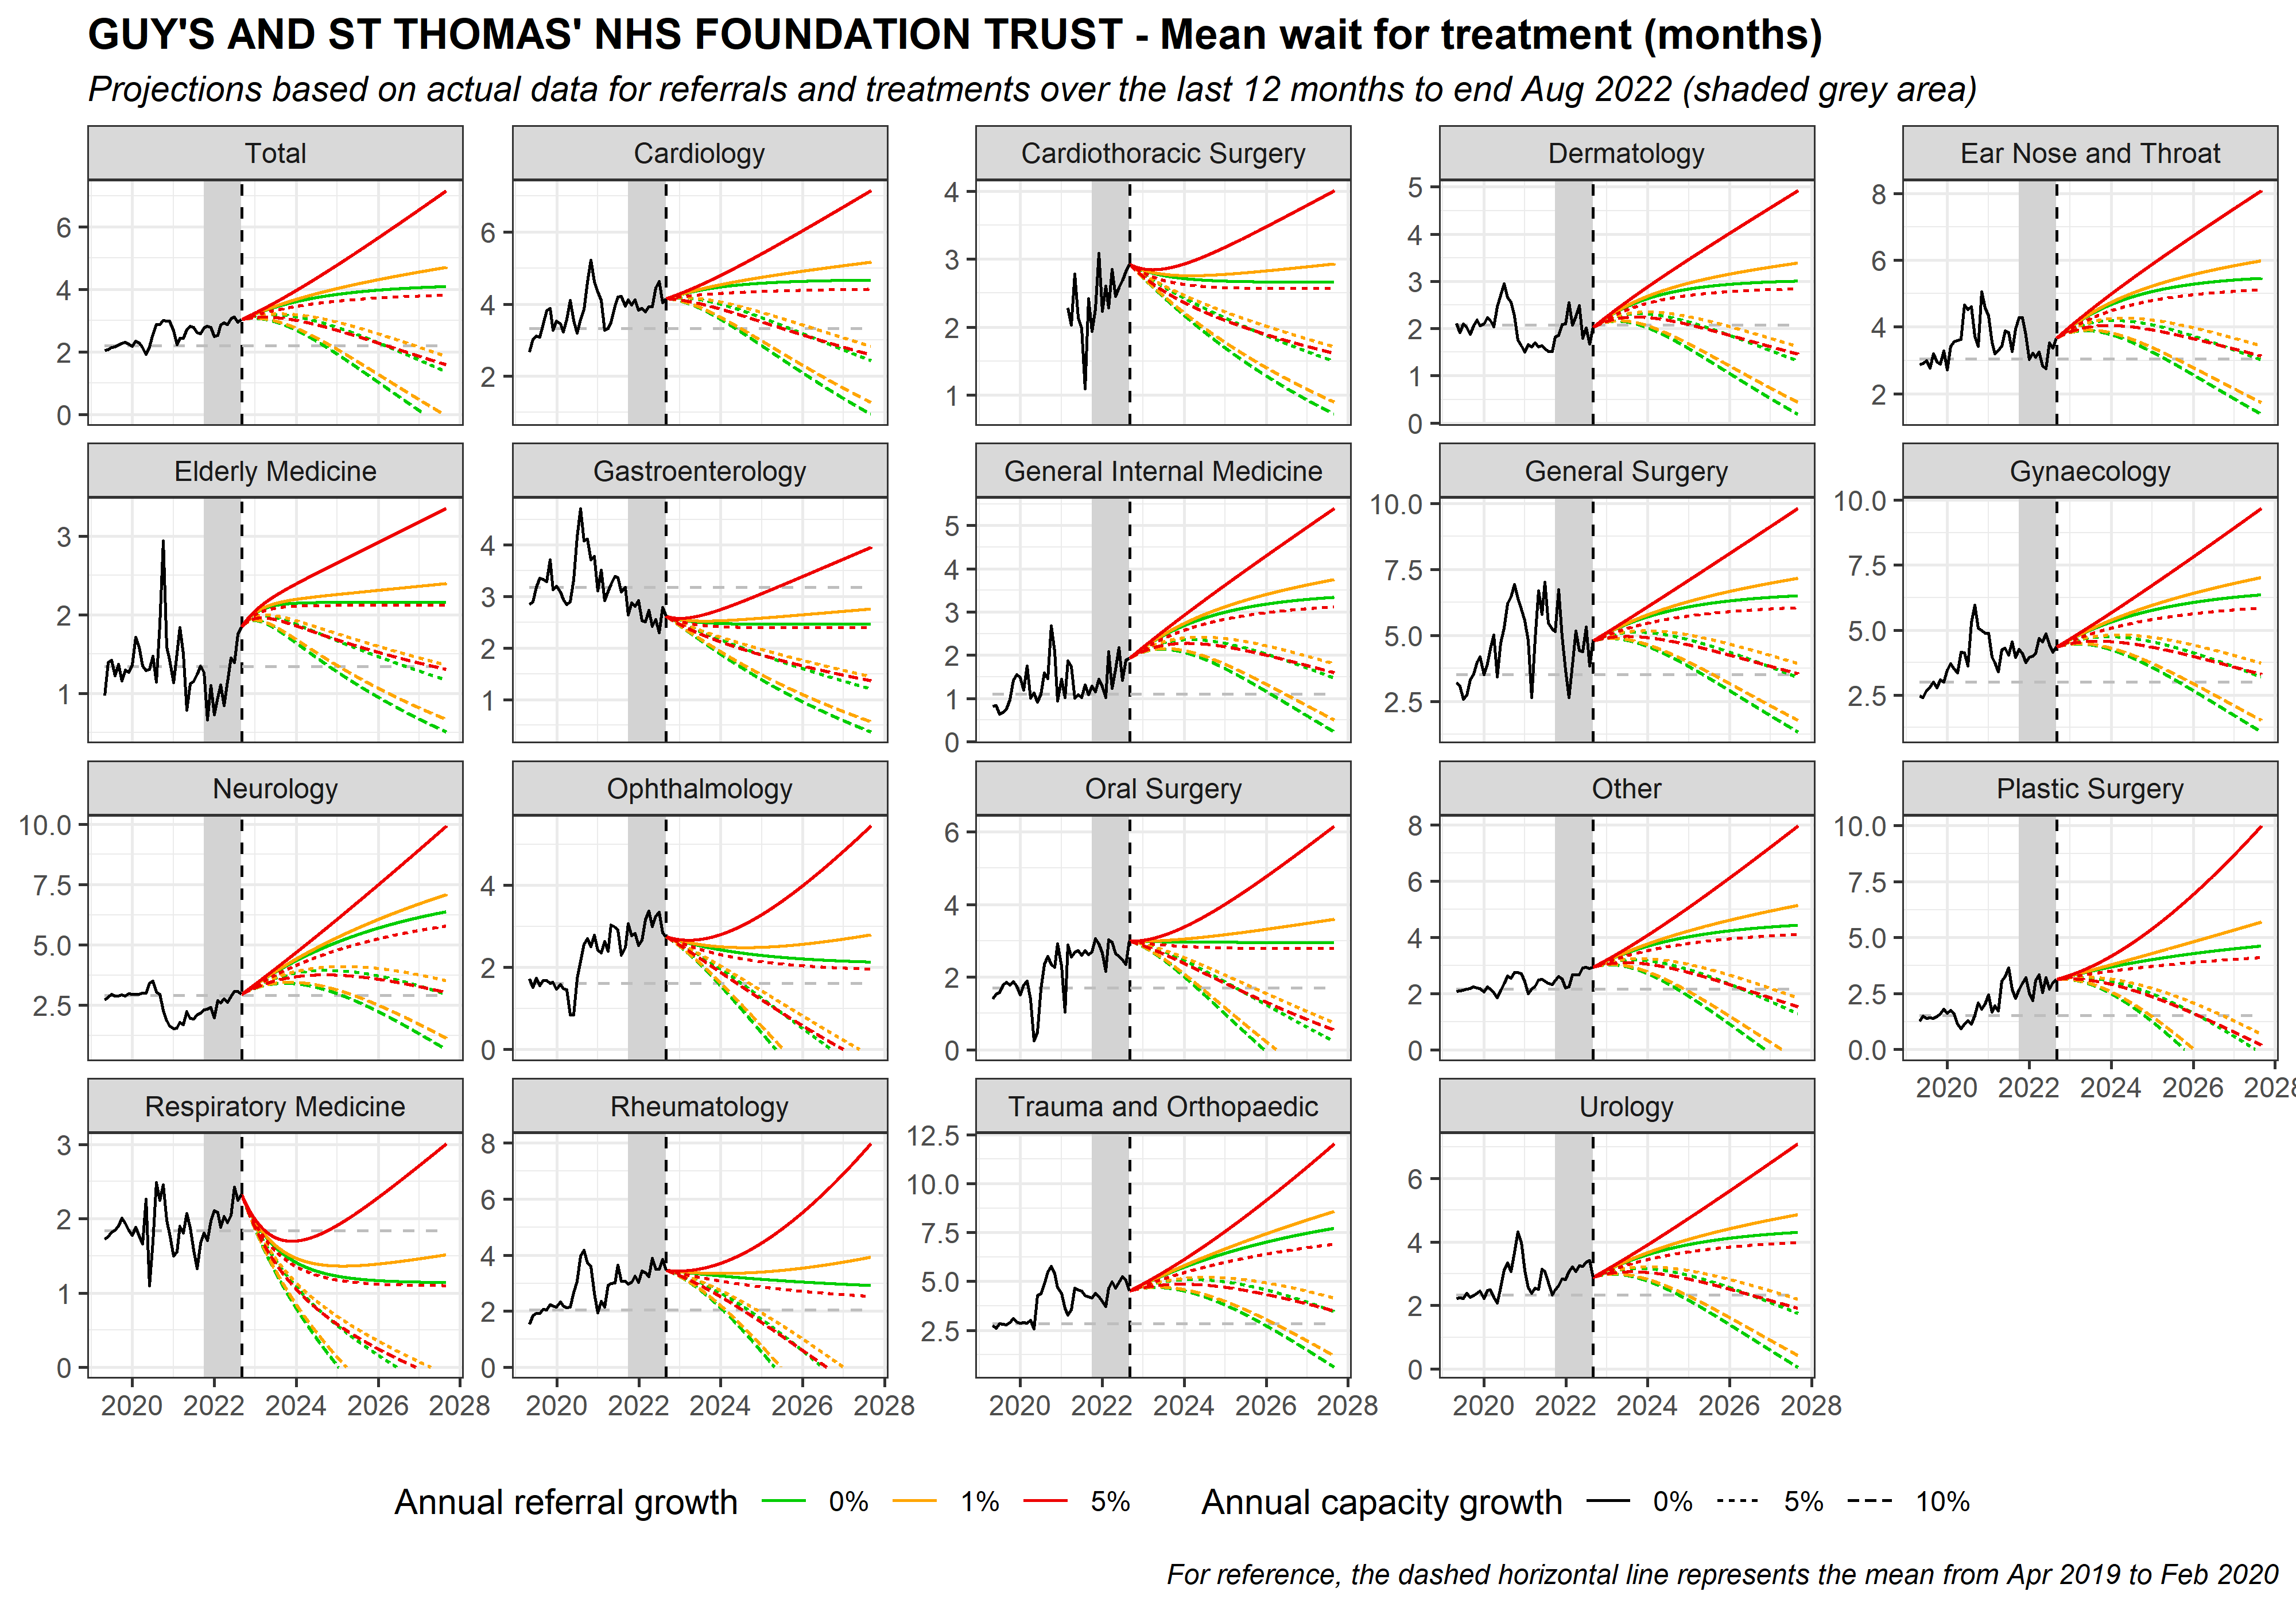 GUY'S AND ST THOMAS' NHS FOUNDATION TRUST - Mean wait for treatment (months)
Projections based on actual data for referrals and treatments over the last 12 months to end Aug 2022 (shaded grey area)
Total
Cardiology
Cardiothoracic Surgery
Dermatology
Ear Nose and Throat
6
4
2
0
6
4
2
4
3
2
1
5
4
3
2
1
0
8
6
4
2
Elderly Medicine
Gastroenterology
General Internal Medicine
General Surgery
Gynaecology
3
2
1
4
3
2
1
5
4
3
2
1
0
10.0
7.5
5.0
2.5
10.0
7.5
5.0
2.5
Neurology
Ophthalmology
Oral Surgery
Other
Plastic Surgery
10.0
7.5
5.0
2.5
4
2
0
6
4
2
0
8
6
4
2
0
10.0
7.5
5.0
2.5
0.0
2020 2022 2024 2026 2028
Respiratory Medicine
Rheumatology
Trauma and Orthopaedic
Urology
3
2
1
0
8
6
4
2
0
12.5
10.0
7.5
5.0
2.5
6
4
2
0
2020 2022 2024 2026 2028
2020 2022 2024 2026 2028
2020 2022 2024 2026 2028
2020 2022 2024 2026 2028
Annual referral growth 0% 1% 5% Annual capacity growth 0% 5% 10%
For reference, the dashed horizontal line represents the mean from Apr 2019 to Feb 2020